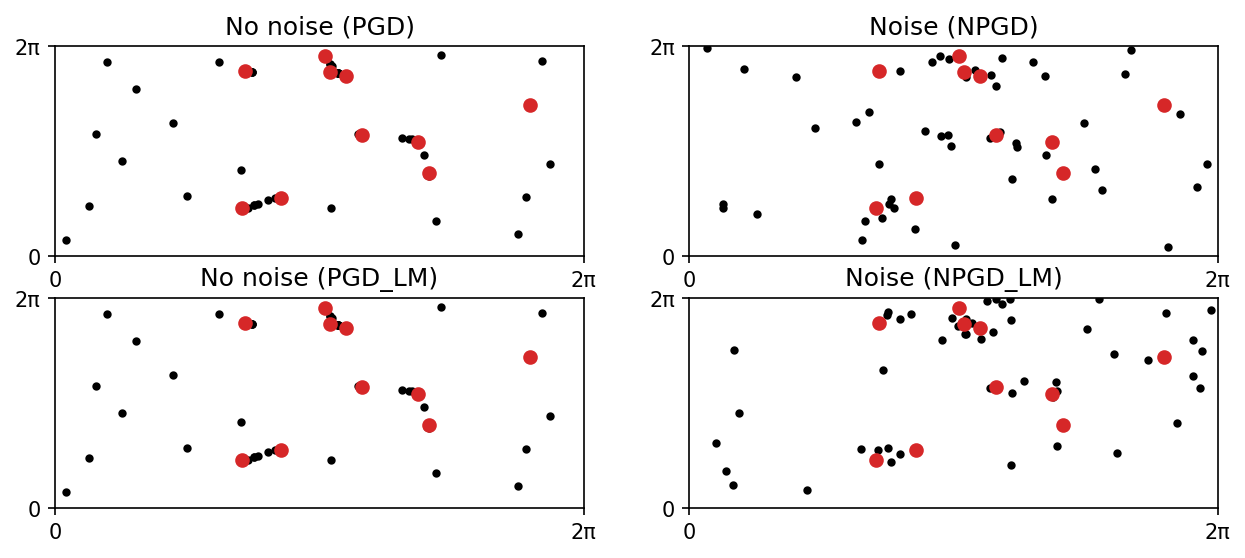 No noise (PGD)
Noise (NPGD)
2π
2π
0
0
0
2π
0
2π
No noise (PGD_LM)
Noise (NPGD_LM)
2π
2π
0
0
0
2π
0
2π